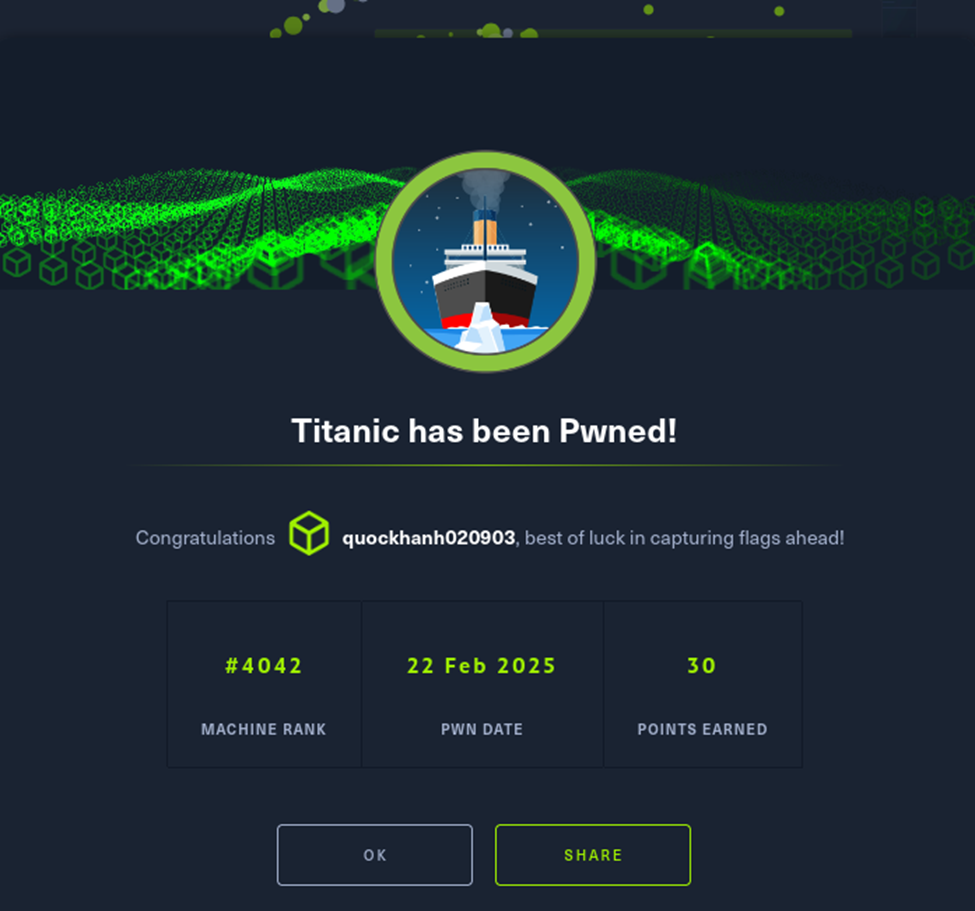 Titanic has been Pwned!
Congratulations quockhanh020903, best of luck in capturing flags ahead!
#4042 22 Feb 2025 30
MACHINE RANK PWN DATE POINTS EARNED
OK SHARE